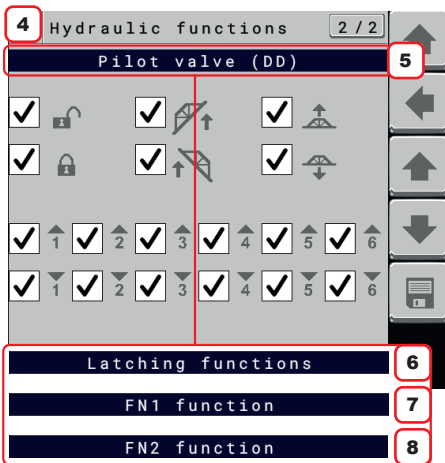 4 Hydraulic functions 2/2
Pilot valve (DD) 5
1 2 3 4 5 6
1 2 3 4 5 6
Latching functions 6
FN1 function 7
FN2 function 8